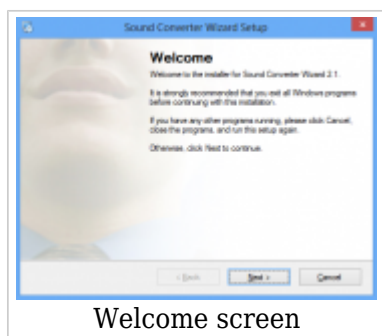 Sound Converter Wizard Setup
Welcome
Welcome to the installer for Sound Converter Wizard 2.1.
It is strongly recommended that you exit all Windows programs
before continuing with this installation.
If you have any other programs running, please click Cancel,
close the programs, and run this setup again.
Otherwise, click Next to continue.
< Back
Next >
Cancel
Welcome screen